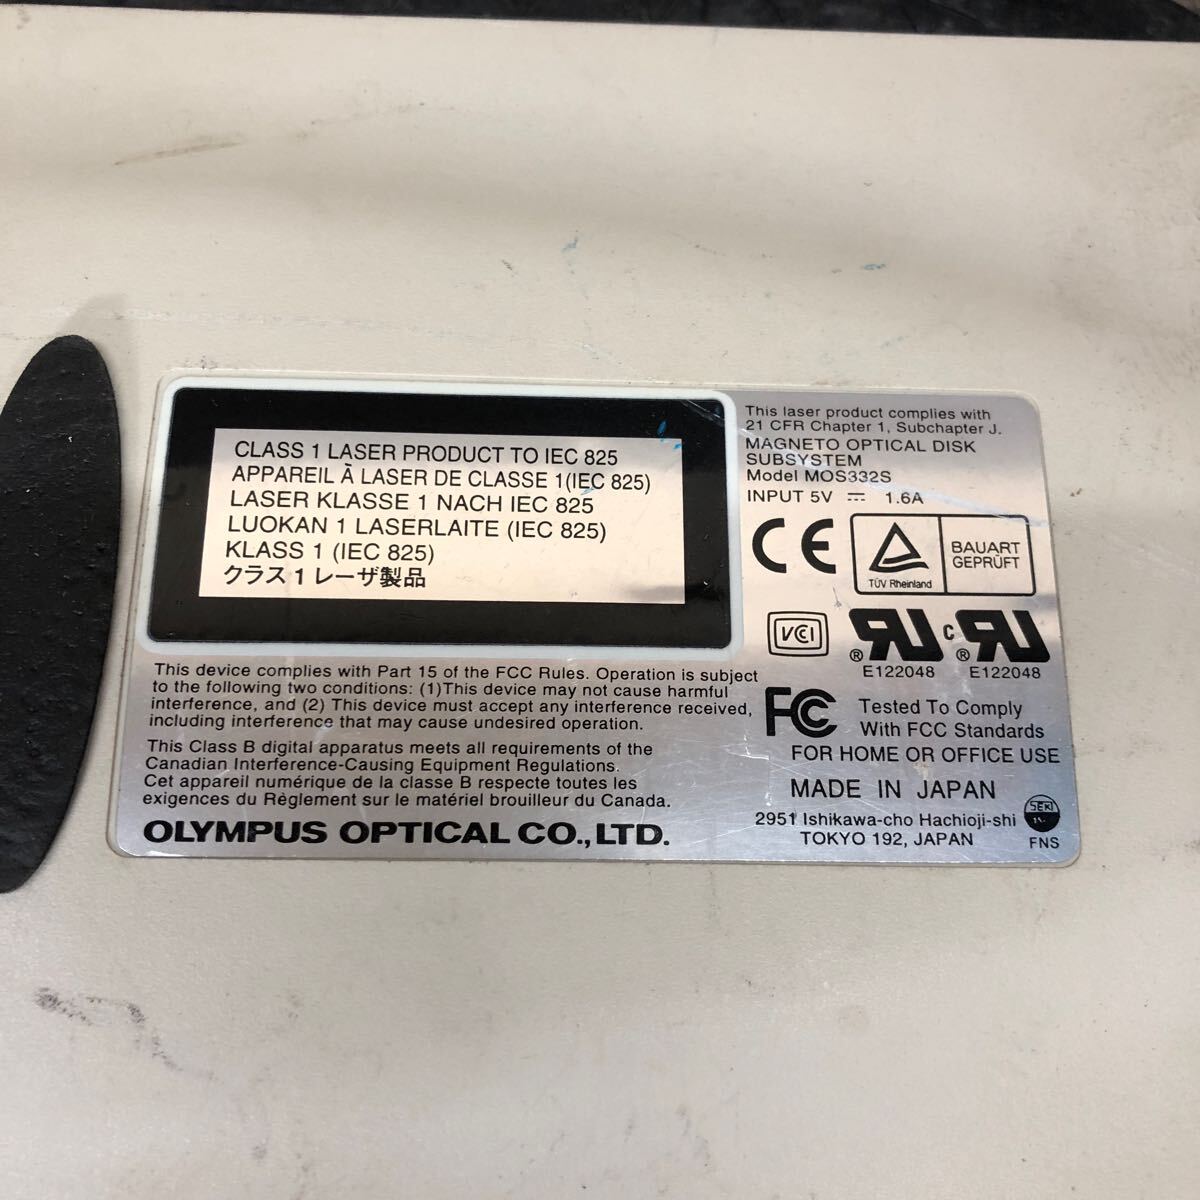 CLASS 1 LASER PRODUCT TO IEC 825
APPAREIL À LASER DE CLASSE 1(IEC 825)
LASER KLASSE 1 NACH IEC 825
LUOKAN 1 LASERLAITE (IEC 825)
KLASS 1 (IEC 825)
クラス1レーザ製品
This laser product complies with
21 CFR Chapter 1, Subchapter J.
MAGNETO OPTICAL DISK
SUBSYSTEM
Model MOS332S
INPUT 5V ⎓ 1.6A
CE
TÜV Rheinland
BAUART
GEPRÜFT
VCCI
®
E122048
c
®
E122048
This device complies with Part 15 of the FCC Rules. Operation is subject
to the following two conditions: (1)This device may not cause harmful
interference, and (2) This device must accept any interference received,
including interference that may cause undesired operation.
This Class B digital apparatus meets all requirements of the
Canadian Interference-Causing Equipment Regulations.
Cet appareil numérique de la classe B respecte toutes les
exigences du Règlement sur le matériel brouilleur du Canada.
OLYMPUS OPTICAL CO.,LTD.
FC
Tested To Comply
With FCC Standards
FOR HOME OR OFFICE USE
MADE IN JAPAN
2951 Ishikawa-cho Hachioji-shi
TOKYO 192, JAPAN
SEKI
FNS